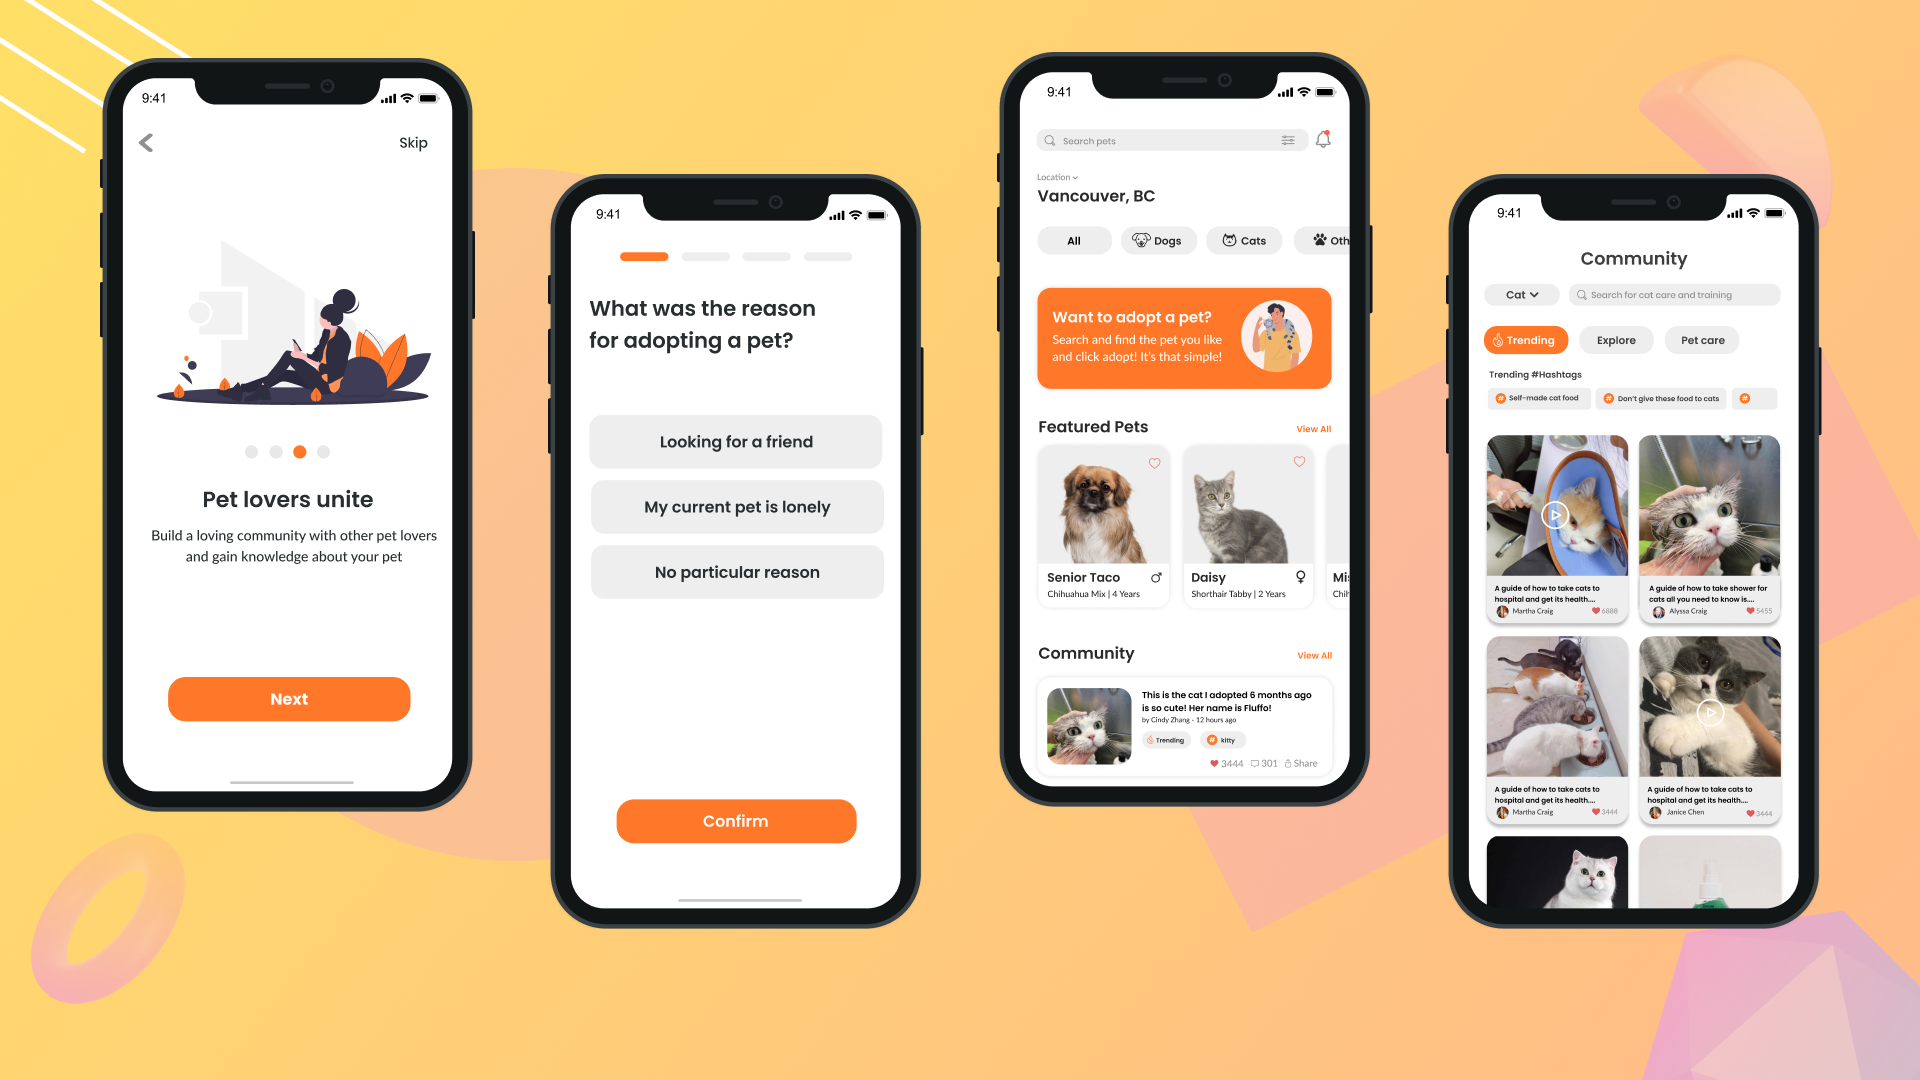 9:41
Skip
Pet lovers unite
Build a loving community with other pet lovers
and gain knowledge about your pet
Next
9:41
What was the reason
for adopting a pet?
Looking for a friend
My current pet is lonely
No particular reason
Confirm
9:41
Search pets
Location
Vancouver, BC
All
Dogs
Cats
Oth
Want to adopt a pet?
Search and find the pet you like
and click adopt! It's that simple!
Featured Pets
View All
Senior Taco
Chihuahua Mix | 4 Years
Daisy
Shorthair Tabby | 2 Years
Mis
Chih
Community
View All
This is the cat I adopted 6 months ago
is so cute! Her name is Fluffo!
by Cindy Zhang - 12 hours ago
Trending
# kitty
3444
301
Share
9:41
Community
Cat
Search for cat care and training
Trending
Explore
Pet care
Trending #Hashtags
# Self-made cat food
# Don't give these food to cats
#
A guide of how to take cats to
hospital and get its health....
Martha Craig
6888
A guide of how to take shower for
cats all you need to know is....
Alyssa Craig
5455
A guide of how to take cats to
hospital and get its health....
Martha Craig
3444
A guide of how to take cats to
hospital and get its health....
Janice Chen
3444